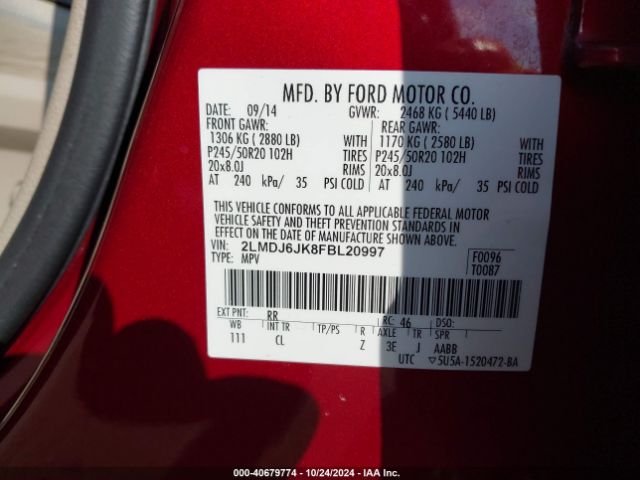 MFD. BY FORD MOTOR CO.
DATE: 09/14 GVWR: 2468 KG ( 5440 LB)
FRONT GAWR: REAR GAWR:
1306 KG (2880 LB) WITH 1170 KG (2580 LB) WITH
P245/50R20 102H TIRES P245/50R20 102H TIRES
20x8.0J RIMS 20x8.0J RIMS
AT 240 kPa/ 35 PSI COLD AT 240 kPa/ 35 PSI COLD
THIS VEHICLE CONFORMS TO ALL APPLICABLE FEDERAL MOTOR
VEHICLE SAFETY AND BUMPER STANDARDS IN
EFFECT ON THE DATE OF MANUFACTURE SHOWN ABOVE.
VIN: 2LMDJ6JK8FBL20997 F0096
TYPE: MPV T0087
EXT PNT: RR RC: 46 DSO:
WB INT TR TP/PS R AXLE TR SPR
111 CL Z 3E J AABB
UTC ▽5U5A-1520472-BA
000-40679774 | 10/24/2024 | IAA Inc.